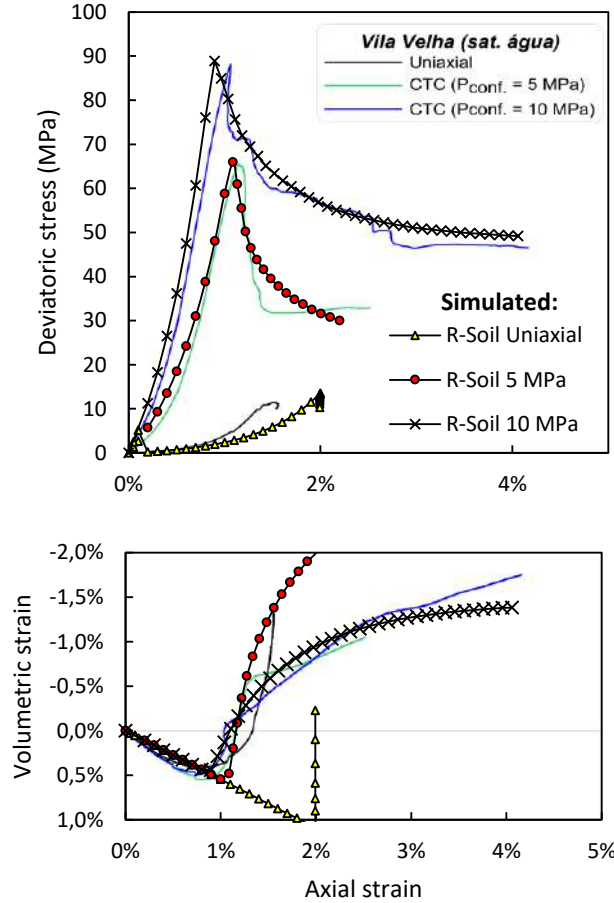 Deviatoric stress (MPa)
100
90
80
70
60
50
40
30
20
10
0
0%
2%
4%
Vila Velha (sat. água)
Uniaxial
CTC (Pconf. = 5 MPa)
CTC (Pconf. = 10 MPa)
Simulated:
R-Soil Uniaxial
R-Soil 5 MPa
R-Soil 10 MPa
Volumetric strain
-2,0%
-1,5%
-1,0%
-0,5%
0,0%
0,5%
1,0%
0%
1%
2%
3%
4%
5%
Axial strain